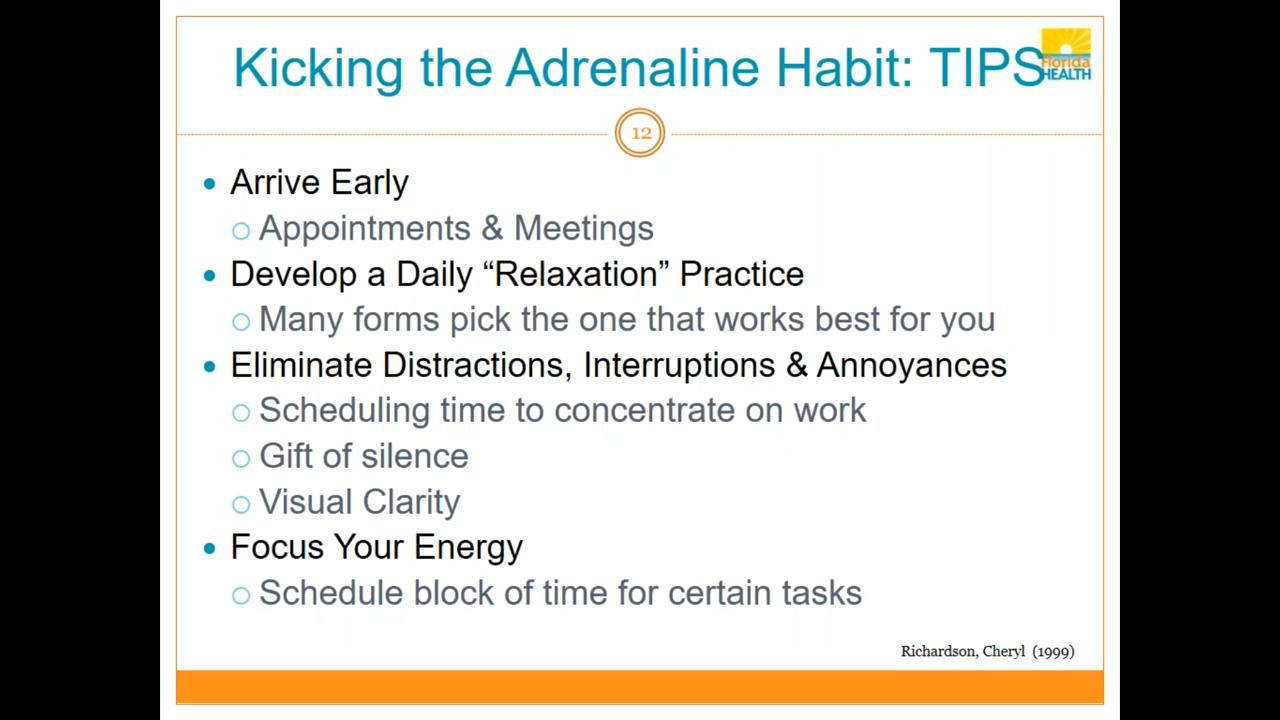 Kicking the Adrenaline Habit: TIPS
Florida
HEALTH
12
Arrive Early
Appointments & Meetings
Develop a Daily “Relaxation” Practice
Many forms pick the one that works best for you
Eliminate Distractions, Interruptions & Annoyances
Scheduling time to concentrate on work
Gift of silence
Visual Clarity
Focus Your Energy
Schedule block of time for certain tasks
Richardson, Cheryl (1999)